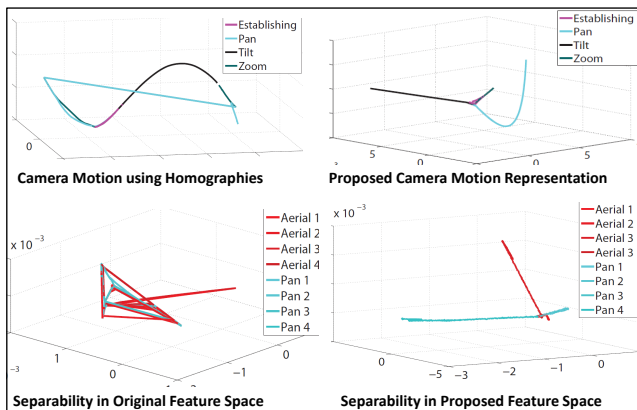 Establishing
Pan
Tilt
Zoom
0
Camera Motion using Homographies
Establishing
Pan
Tilt
Zoom
5
0
0
5
Proposed Camera Motion Representation
x 10⁻³
Aerial 1
Aerial 2
Aerial 3
Aerial 4
Pan 1
Pan 2
Pan 3
Pan 4
1
0
−1
0
Separability in Original Feature Space
x 10⁻³
Aerial 1
Aerial 2
Aerial 3
Aerial 3
Pan 1
Pan 2
Pan 3
Pan 4
0
−5
−3
−2
−1
0
Separability in Proposed Feature Space